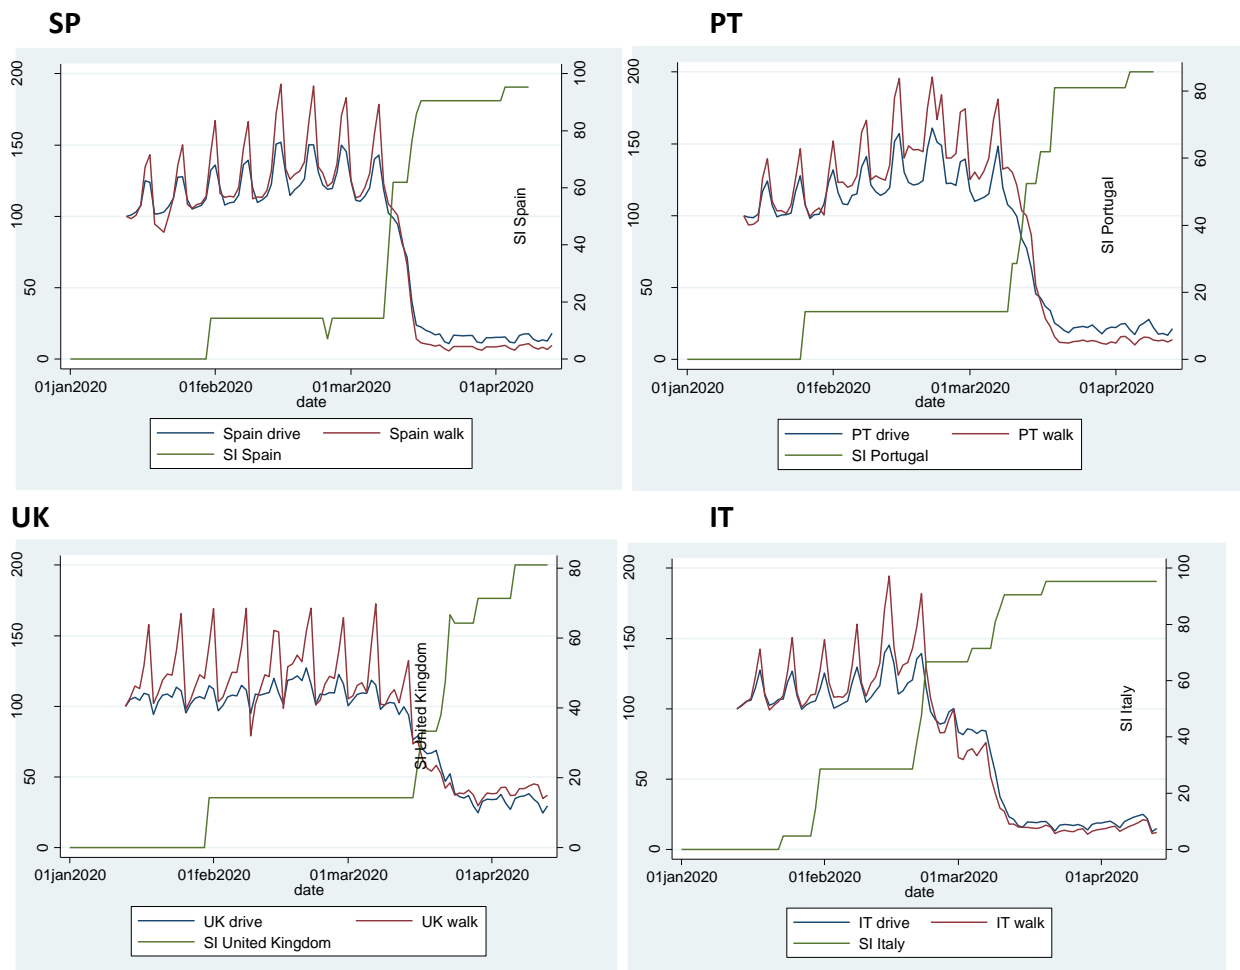 SP
PT
200
150
100
50
0
100
80
60
40
20
0
SI Spain
01jan2020 01feb2020 01mar2020 01apr2020
date
Spain drive Spain walk
SI Spain
200
150
100
50
0
80
60
40
20
0
SI Portugal
01jan2020 01feb2020 01mar2020 01apr2020
date
PT drive PT walk
SI Portugal
UK
IT
200
150
100
50
0
80
60
40
20
0
SI United Kingdom
01jan2020 01feb2020 01mar2020 01apr2020
date
UK drive UK walk
SI United Kingdom
200
150
100
50
0
100
80
60
40
20
0
SI Italy
01jan2020 01feb2020 01mar2020 01apr2020
date
IT drive IT walk
SI Italy